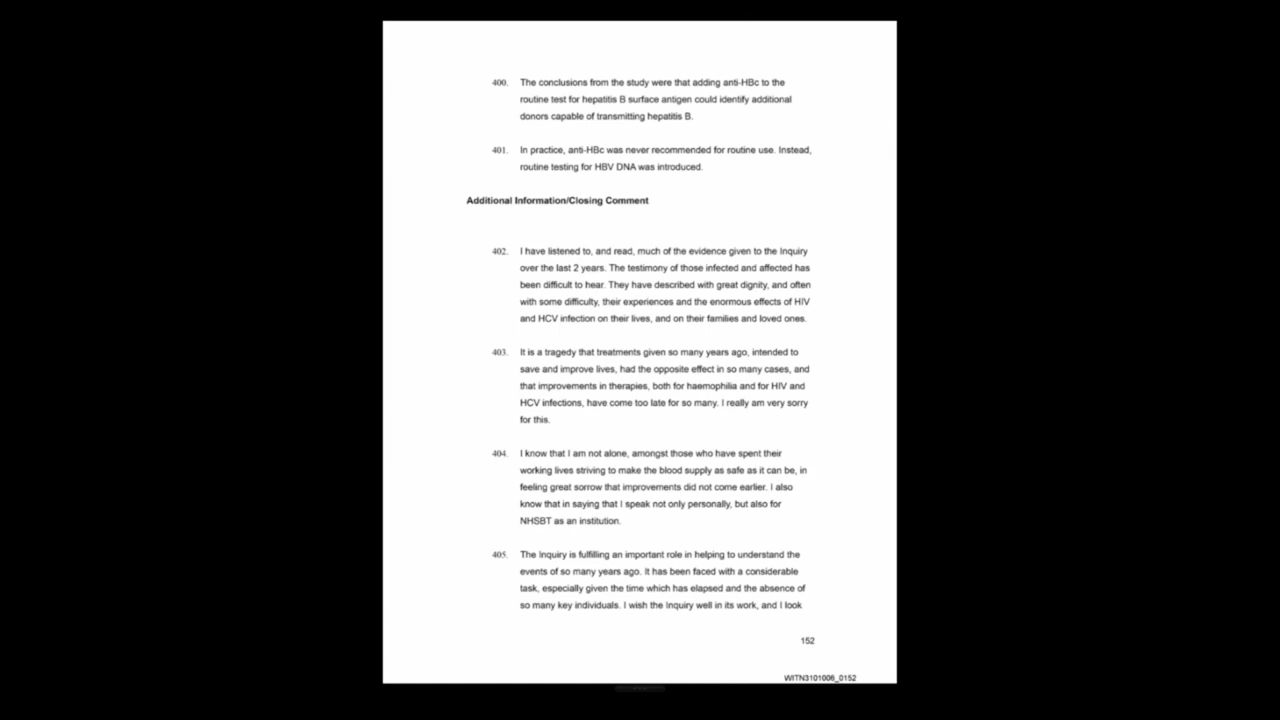 400. The conclusions from the study were that adding anti-HBc to the
routine test for hepatitis B surface antigen could identify additional
donors capable of transmitting hepatitis B.
401. In practice, anti-HBc was never recommended for routine use. Instead,
routine testing for HBV DNA was introduced.
Additional Information/Closing Comment
402. I have listened to, and read, much of the evidence given to the Inquiry
over the last 2 years. The testimony of those infected and affected has
been difficult to hear. They have described with great dignity, and often
with some difficulty, their experiences and the enormous effects of HIV
and HCV infection on their lives, and on their families and loved ones.
403. It is a tragedy that treatments given so many years ago, intended to
save and improve lives, had the opposite effect in so many cases, and
that improvements in therapies, both for haemophilia and for HIV and
HCV infections, have come too late for so many. I really am very sorry
for this.
404. I know that I am not alone, amongst those who have spent their
working lives striving to make the blood supply as safe as it can be, in
feeling great sorrow that improvements did not come earlier. I also
know that in saying that I speak not only personally, but also for
NHSBT as an institution.
405. The Inquiry is fulfilling an important role in helping to understand the
events of so many years ago. It has been faced with a considerable
task, especially given the time which has elapsed and the absence of
so many key individuals. I wish the Inquiry well in its work, and I look
152
WITN3101006_0152